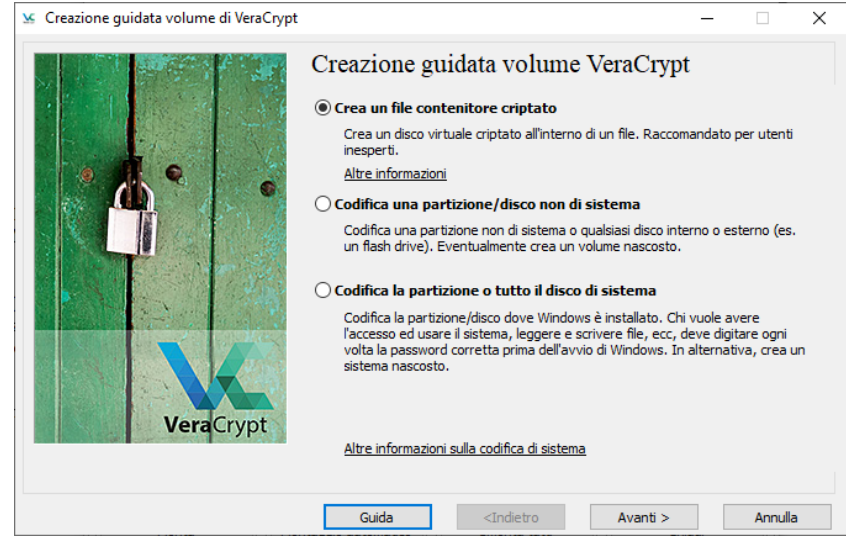 Creazione guidata volume di VeraCrypt
Creazione guidata volume VeraCrypt
Crea un file contenitore criptato
Crea un disco virtuale criptato all'interno di un file. Raccomandato per utenti
inesperti.
Altre informazioni
Codifica una partizione/disco non di sistema
Codifica una partizione non di sistema o qualsiasi disco interno o esterno (es.
un flash drive). Eventualmente crea un volume nascosto.
Codifica la partizione o tutto il disco di sistema
Codifica la partizione/disco dove Windows è installato. Chi vuole avere
l'accesso ed usare il sistema, leggere e scrivere file, ecc, deve digitare ogni
volta la password corretta prima dell'avvio di Windows. In alternativa, crea un
sistema nascosto.
VeraCrypt
Altre informazioni sulla codifica di sistema
Guida
<Indietro
Avanti >
Annulla